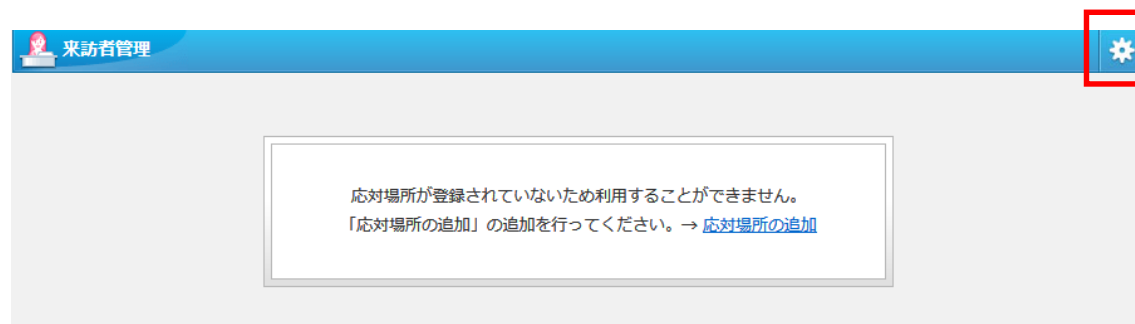 来訪者管理
応対場所が登録されていないため利用することができません。
「応対場所の追加」の追加を行ってください。→ 応対場所の追加